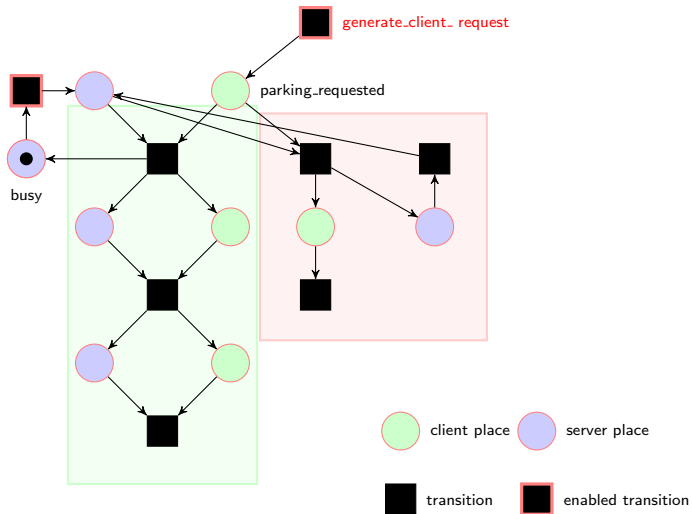 generate_client_ request
parking_requested
busy
client place
server place
transition
enabled transition